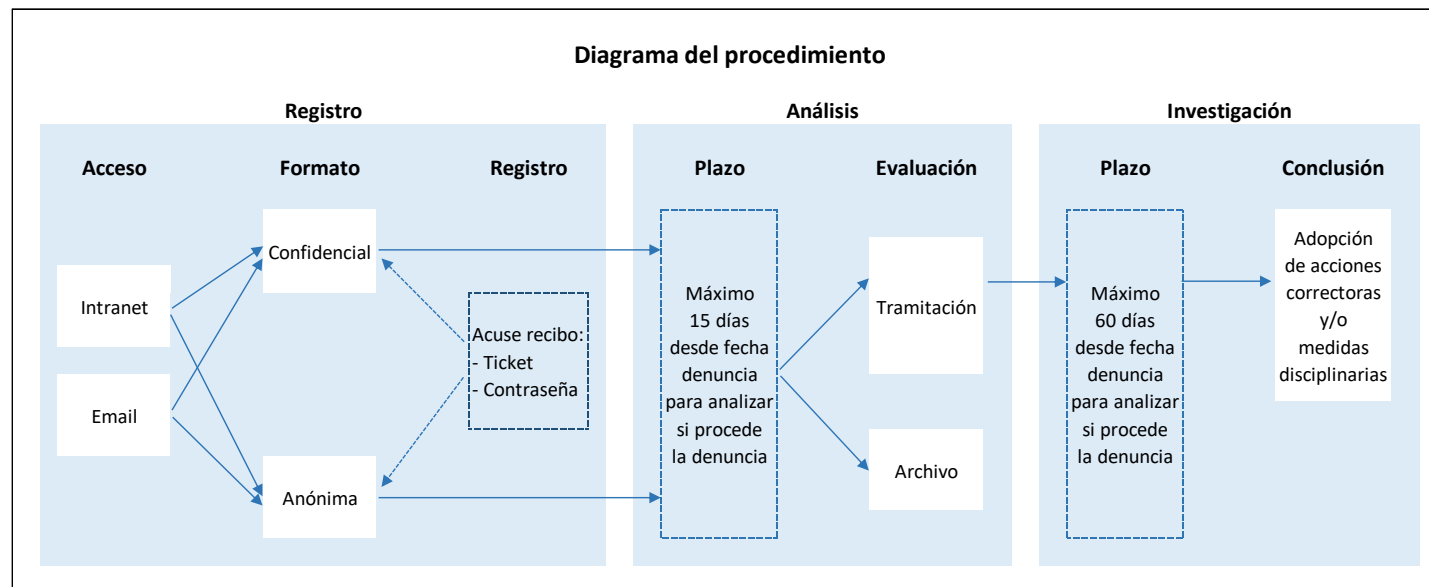 Diagrama del procedimiento
Registro
Análisis
Investigación
Acceso
Formato
Registro
Plazo
Evaluación
Plazo
Conclusión
Intranet
Email
Confidencial
Anónima
Acuse recibo:
- Ticket
- Contraseña
Máximo
15 días
desde fecha
denuncia
para analizar
si procede
la denuncia
Tramitación
Archivo
Máximo
60 días
desde fecha
denuncia
para analizar
si procede
la denuncia
Adopción
de acciones
correctoras
y/o
medidas
disciplinarias